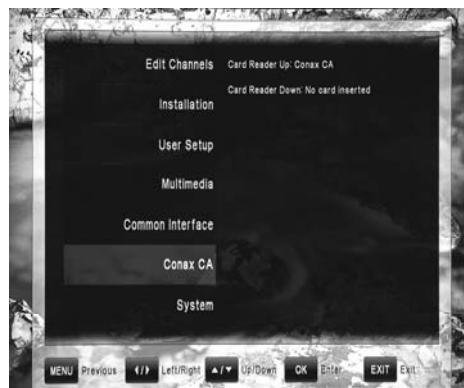 Edit Channels
Card Reader Up: Conax CA
Installation
Card Reader Down: No card inserted
User Setup
Multimedia
Common Interface
Conax CA
System
MENU Previous ◄/► Left/Right ▲/▼ Up/Down OK Enter EXIT Exit